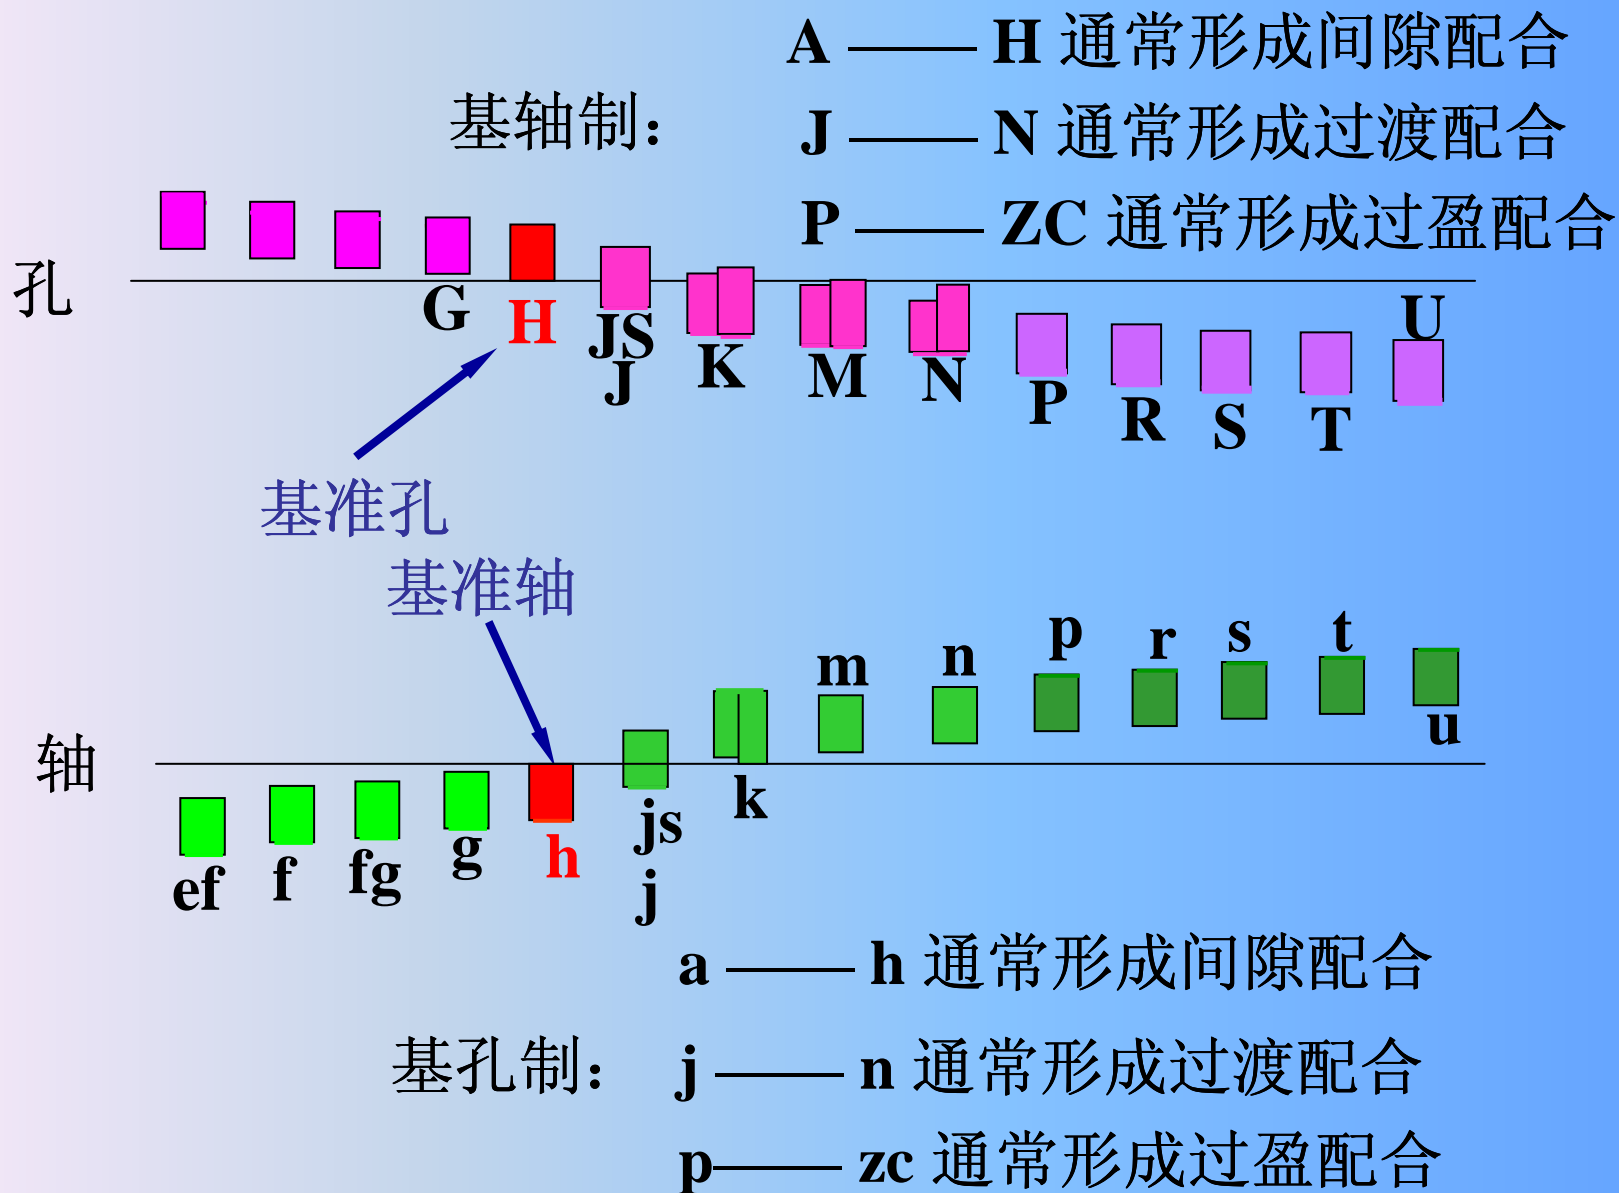 A —— H 通常形成间隙配合
基轴制： J —— N 通常形成过渡配合
P —— ZC 通常形成过盈配合
孔
G H JS K M N P R S T U
J
基准孔
基准轴
轴
m n p r s t u
ef f fg g h js k
j
a —— h 通常形成间隙配合
基孔制： j —— n 通常形成过渡配合
p —— zc 通常形成过盈配合